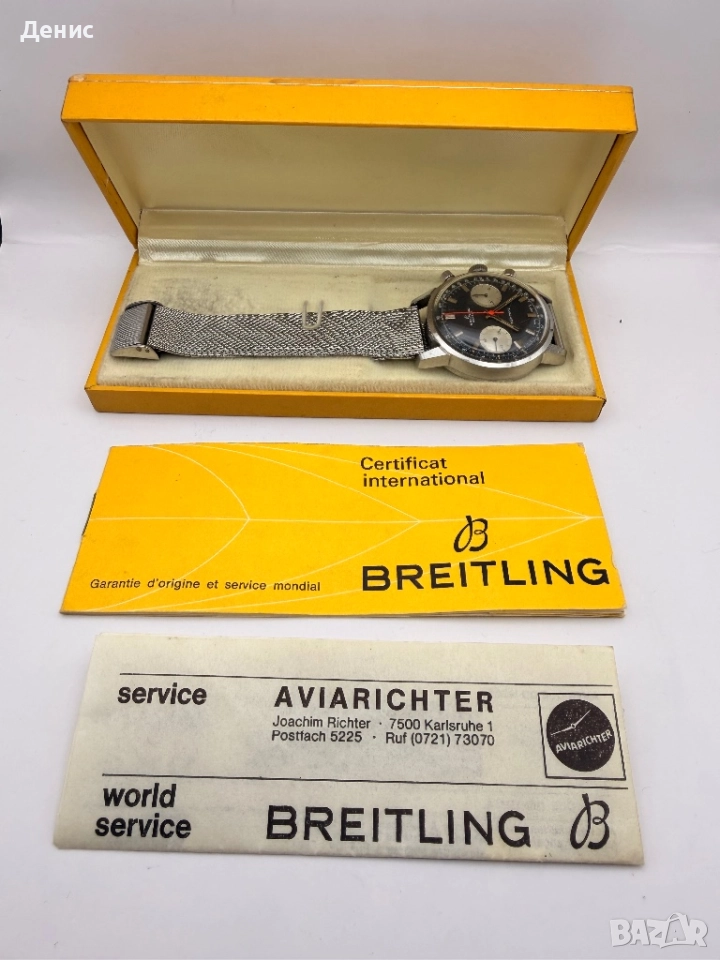 Денис
Certificat
international
B
BREITLING
Garantie d'origine et service mondial
service
AVIARICHTER
Joachim Richter · 7500 Karlsruhe 1
Postfach 5225 · Ruf (0721) 73070
AVIARICHTER
world
service
BREITLING B
BAZAR